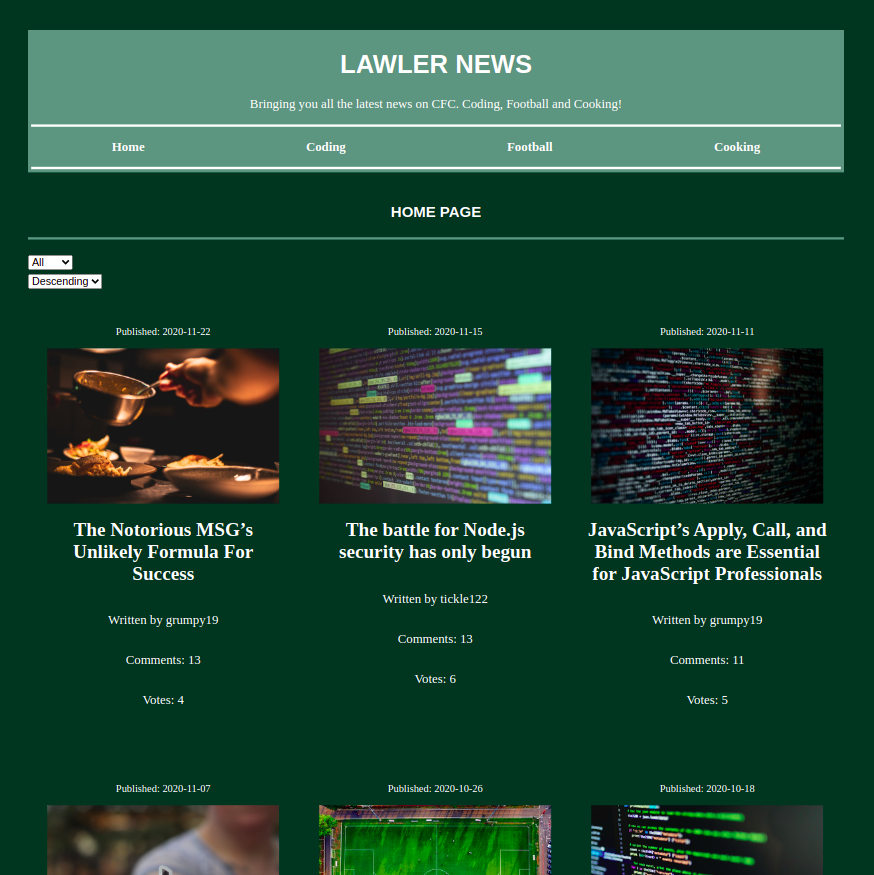 LAWLER NEWS
Bringing you all the latest news on CFC. Coding, Football and Cooking!
Home Coding Football Cooking
HOME PAGE
All
Descending
Published: 2020-11-22
The Notorious MSG’s
Unlikely Formula For
Success
Written by grumpy19
Comments: 13
Votes: 4
Published: 2020-11-15
The battle for Node.js
security has only begun
Written by tickle122
Comments: 13
Votes: 6
Published: 2020-11-11
JavaScript’s Apply, Call, and
Bind Methods are Essential
for JavaScript Professionals
Written by grumpy19
Comments: 11
Votes: 5
Published: 2020-11-07
Published: 2020-10-26
Published: 2020-10-18